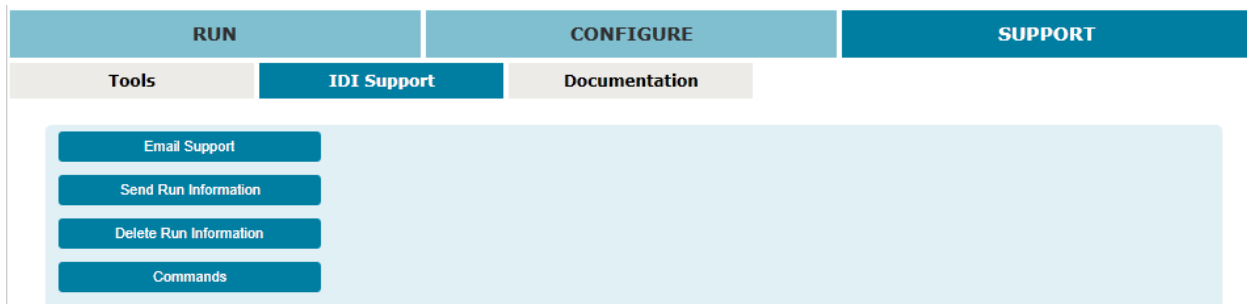 RUN CONFIGURE SUPPORT
Tools IDI Support Documentation
Email Support
Send Run Information
Delete Run Information
Commands